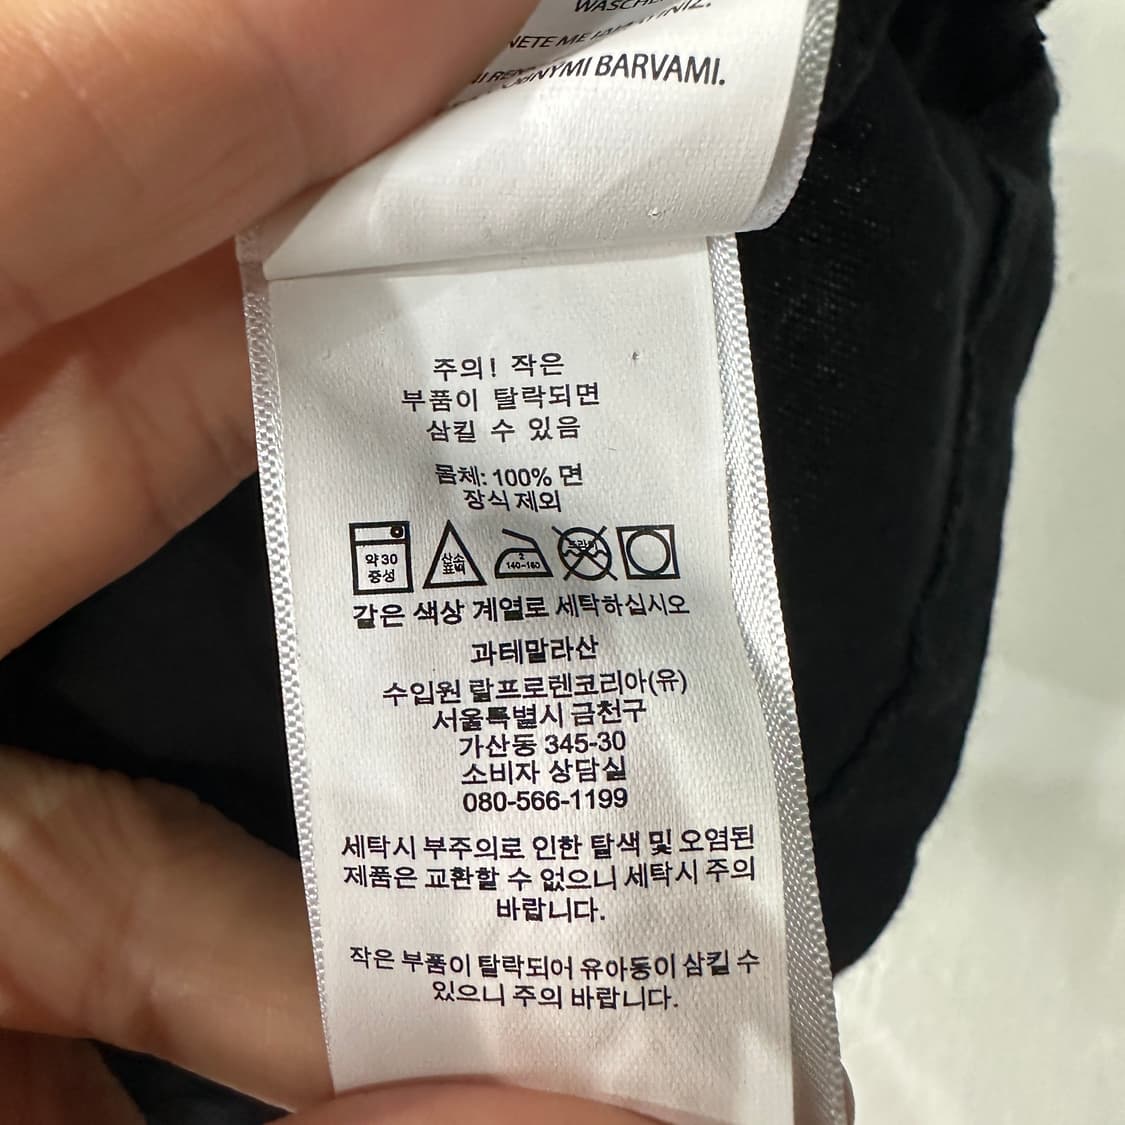 BARVAMI.
주의! 작은
부품이 탈락되면
삼킬 수 있음
몸체: 100% 면
장식 제외
약 30
중성
산소
표백
2
140~160
드라이
같은 색상 계열로 세탁하십시오
과테말라산
수입원 랄프로렌코리아(유)
서울특별시 금천구
가산동 345-30
소비자 상담실
080-566-1199
세탁시 부주의로 인한 탈색 및 오염된
제품은 교환할 수 없으니 세탁시 주의
바랍니다.
작은 부품이 탈락되어 유아동이 삼킬 수
있으니 주의 바랍니다.